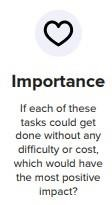 Importance
If each of these
tasks could get
done without any
difficulty or cost,
which would have
the most positive
impact?